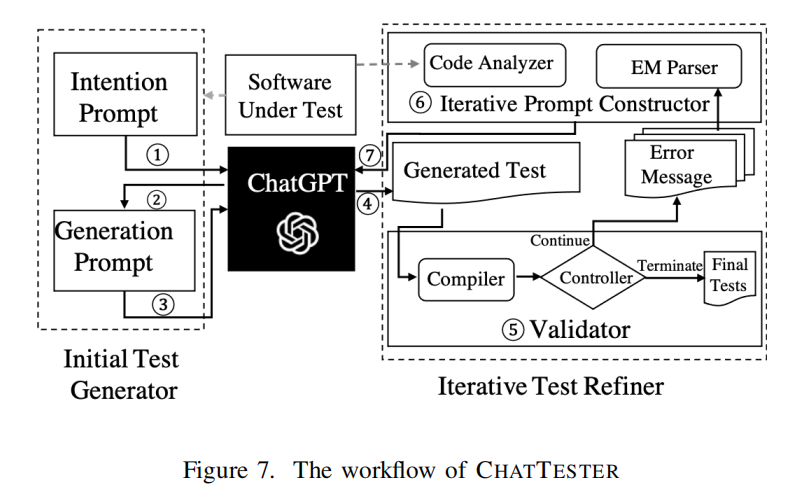 Intention
Prompt
Software
Under Test
Code Analyzer
EM Parser
⑥ Iterative Prompt Constructor
①
⑦
ChatGPT
②
④
Generated Test
Error
Message
Generation
Prompt
③
Continue
Compiler
Controller
Terminate
Final
Tests
⑤ Validator
Initial Test
Generator
Iterative Test Refiner
Figure 7. The workflow of CHATTESTER